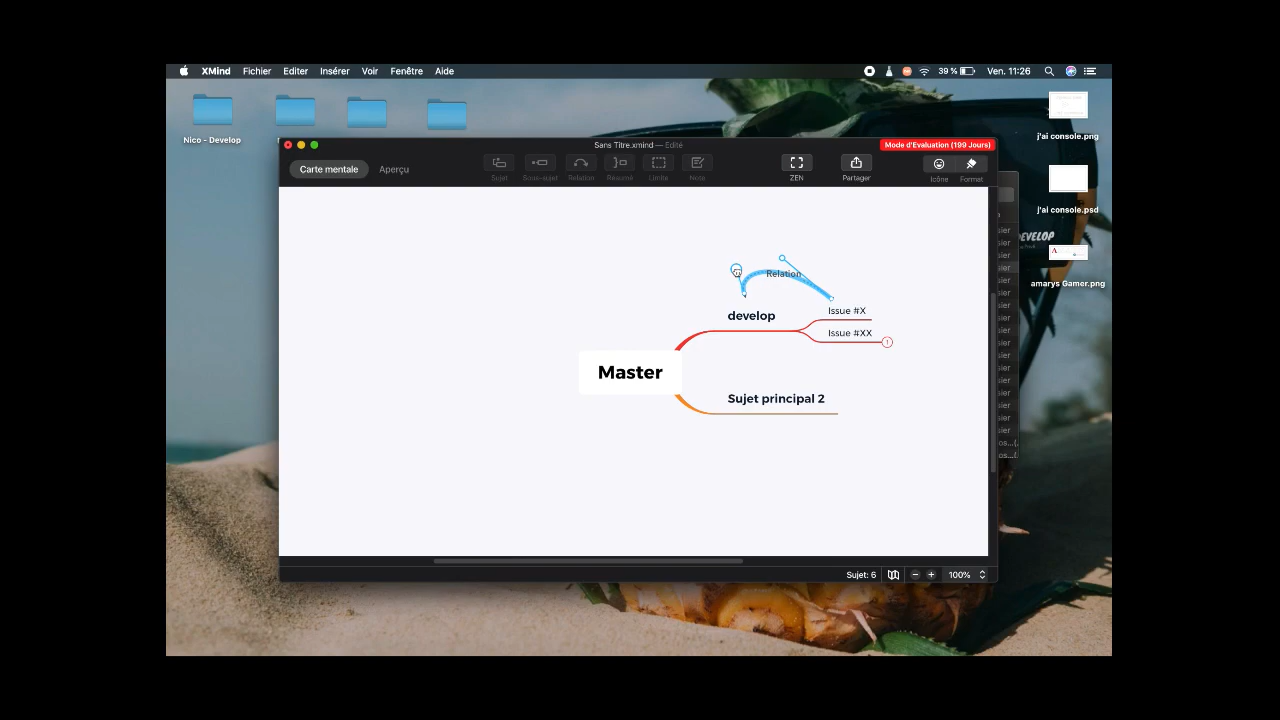 XMind Fichier Editer Insérer Voir Fenêtre Aide 39 % Ven. 11:26
Nico - Develop
j'ai console.png
j'ai console.psd
amarys Gamer.png
DEVELOP
Sans Titre.xmind — Edité
Mode d'Evaluation (199 Jours)
Carte mentale Aperçu
Sujet Sous-sujet Relation Résumé Limite Note ZEN Partager Icône Format
Relation
develop
Issue #X
Issue #XX
1
Master
Sujet principal 2
Sujet: 6 100%